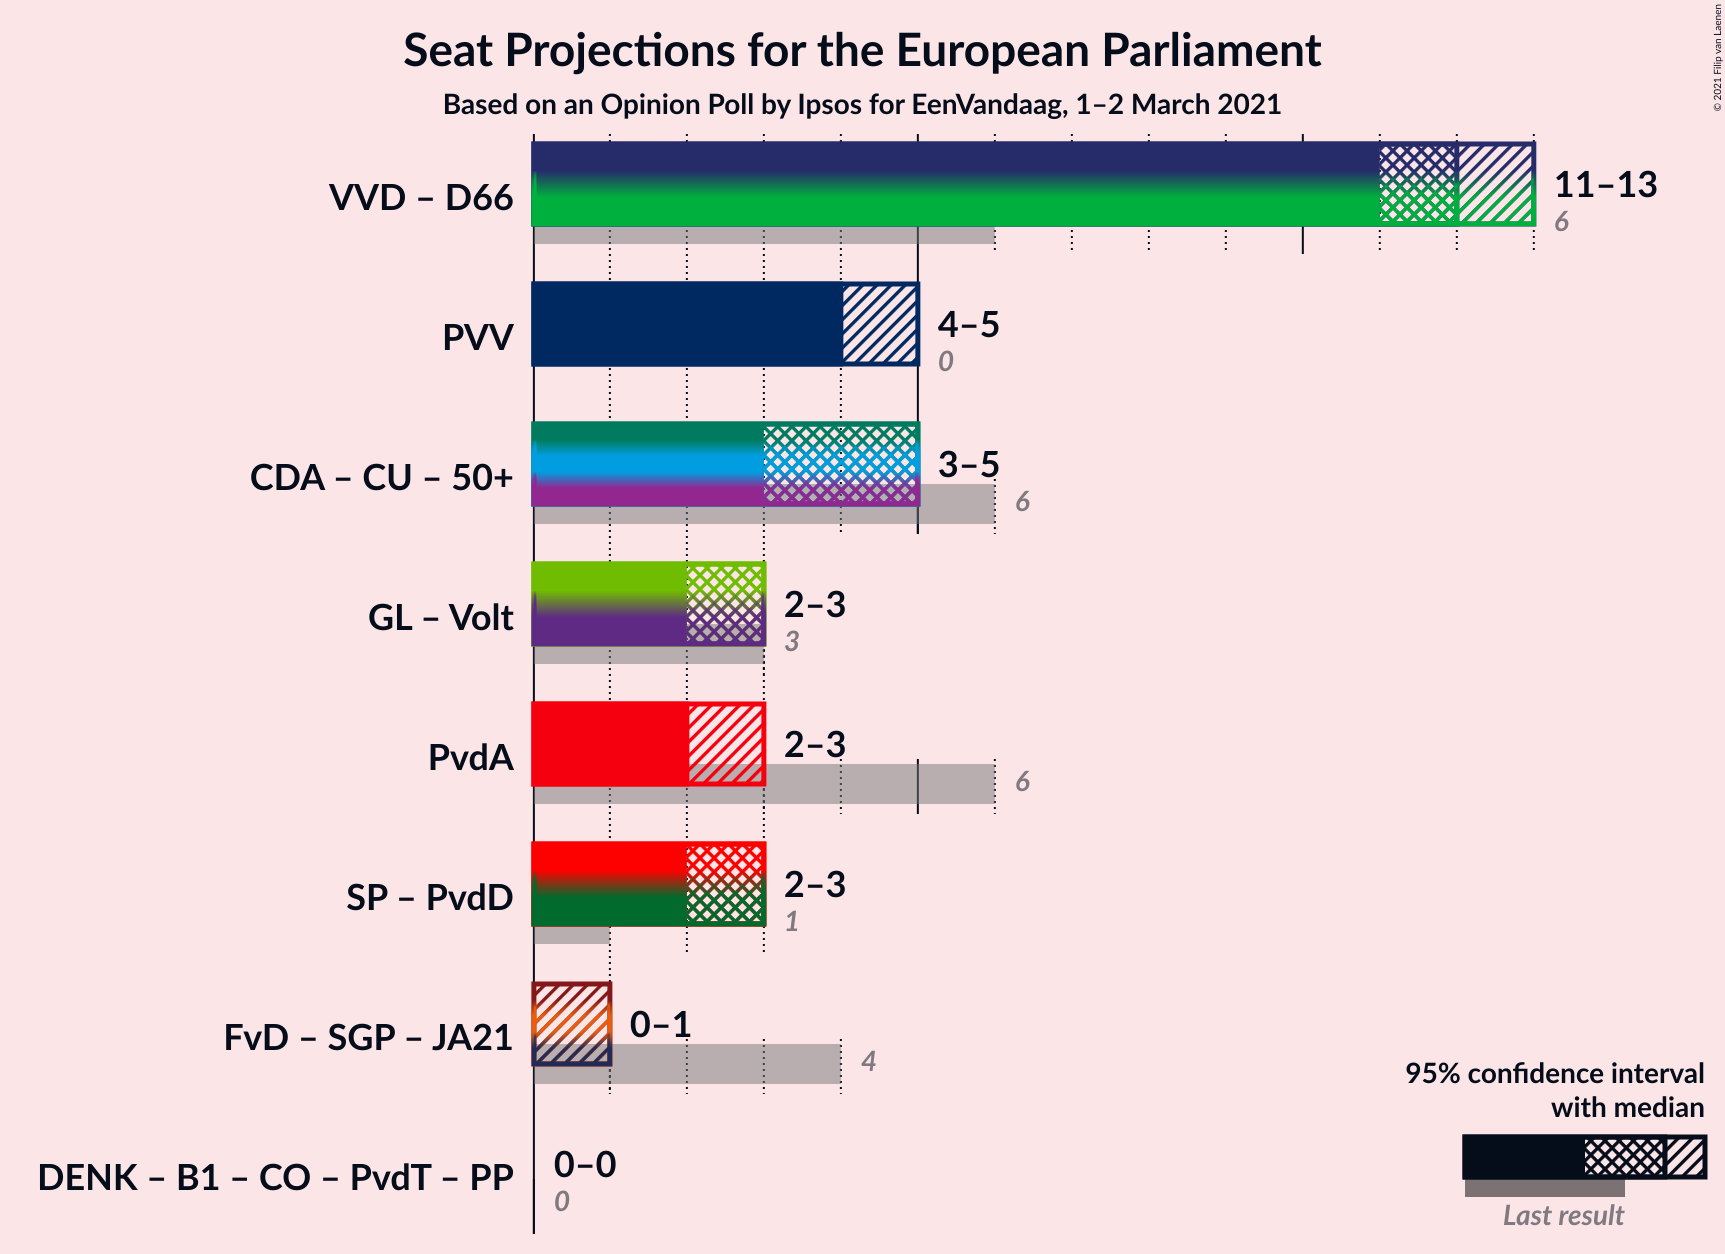 Seat Projections for the European Parliament
Based on an Opinion Poll by Ipsos for EenVandaag, 1–2 March 2021
© 2021 Filip van Laenen
VVD – D66
11–13
6
PVV
4–5
0
CDA – CU – 50+
3–5
6
GL – Volt
2–3
3
PvdA
2–3
6
SP – PvdD
2–3
1
FvD – SGP – JA21
0–1
4
DENK – B1 – CO – PvdT – PP
0–0
0
95% confidence interval
with median
Last result